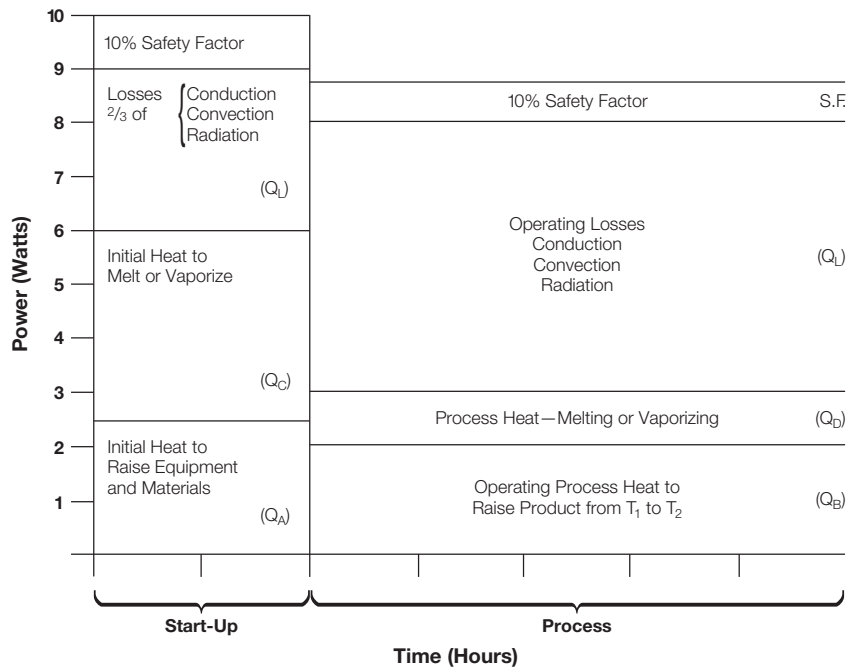 Power (Watts)
10
9
8
7
6
5
4
3
2
1
10% Safety Factor
Losses
2/3 of
Conduction
Convection
Radiation
(QL)
Initial Heat to
Melt or Vaporize
(QC)
Initial Heat to
Raise Equipment
and Materials
(QA)
10% Safety Factor S.F.
Operating Losses
Conduction
Convection
Radiation
(QL)
Process Heat—Melting or Vaporizing (QD)
Operating Process Heat to
Raise Product from T1 to T2
(QB)
Start-Up
Process
Time (Hours)